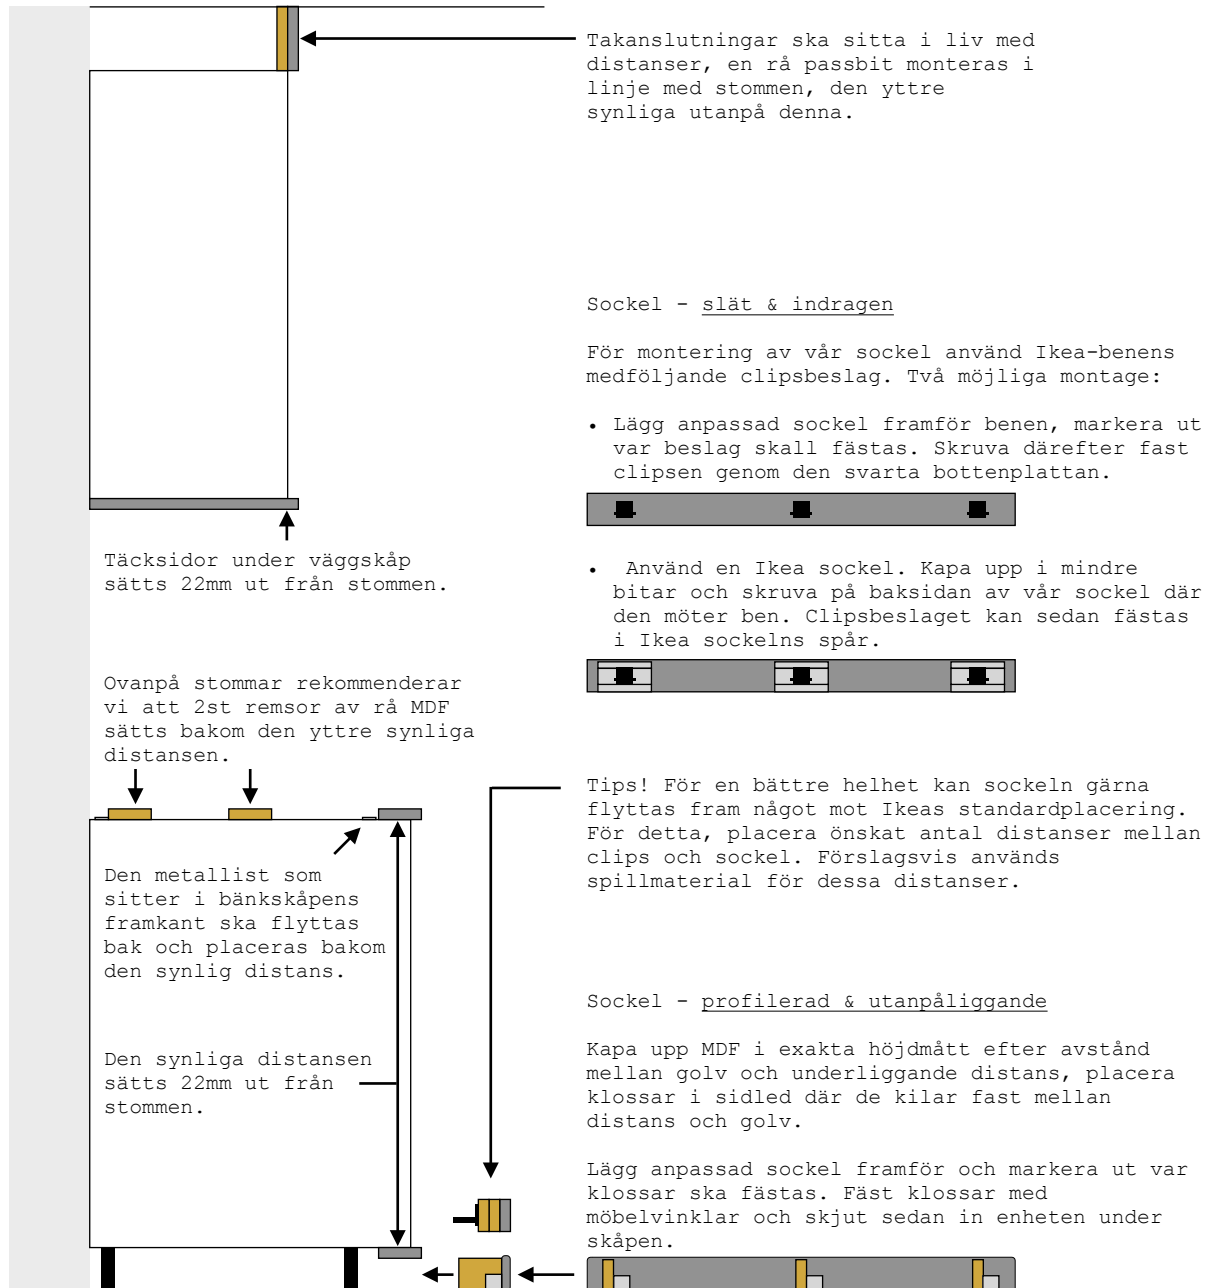 Takanslutningar ska sitta i liv med
distanser, en rå passbit monteras i
linje med stommen, den yttre
synliga utanpå denna.
Sockel - slät & indragen
För montering av vår sockel använd Ikea-benens
medföljande clipsbeslag. Två möjliga montage:
• Lägg anpassad sockel framför benen, markera ut
var beslag skall fästas. Skruva därefter fast
clipsen genom den svarta bottenplattan.
Täcksidor under väggskåp
sätts 22mm ut från stommen.
• Använd en Ikea sockel. Kapa upp i mindre
bitar och skruva på baksidan av vår sockel där
den möter ben. Clipsbeslaget kan sedan fästas
i Ikea sockelns spår.
Ovanpå stommar rekommenderar
vi att 2st remsor av rå MDF
sätts bakom den yttre synliga
distansen.
Tips! För en bättre helhet kan sockeln gärna
flyttas fram något mot Ikeas standardplacering.
För detta, placera önskat antal distanser mellan
clips och sockel. Förslagsvis används
spillmaterial för dessa distanser.
Den metallist som
sitter i bänkskåpens
framkant ska flyttas
bak och placeras bakom
den synlig distans.
Sockel - profilerad & utanpåliggande
Kapa upp MDF i exakta höjdmått efter avstånd
mellan golv och underliggande distans, placera
klossar i sidled där de kilar fast mellan
distans och golv.
Den synliga distansen
sätts 22mm ut från
stommen.
Lägg anpassad sockel framför och markera ut var
klossar ska fästas. Fäst klossar med
möbelvinklar och skjut sedan in enheten under
skåpen.